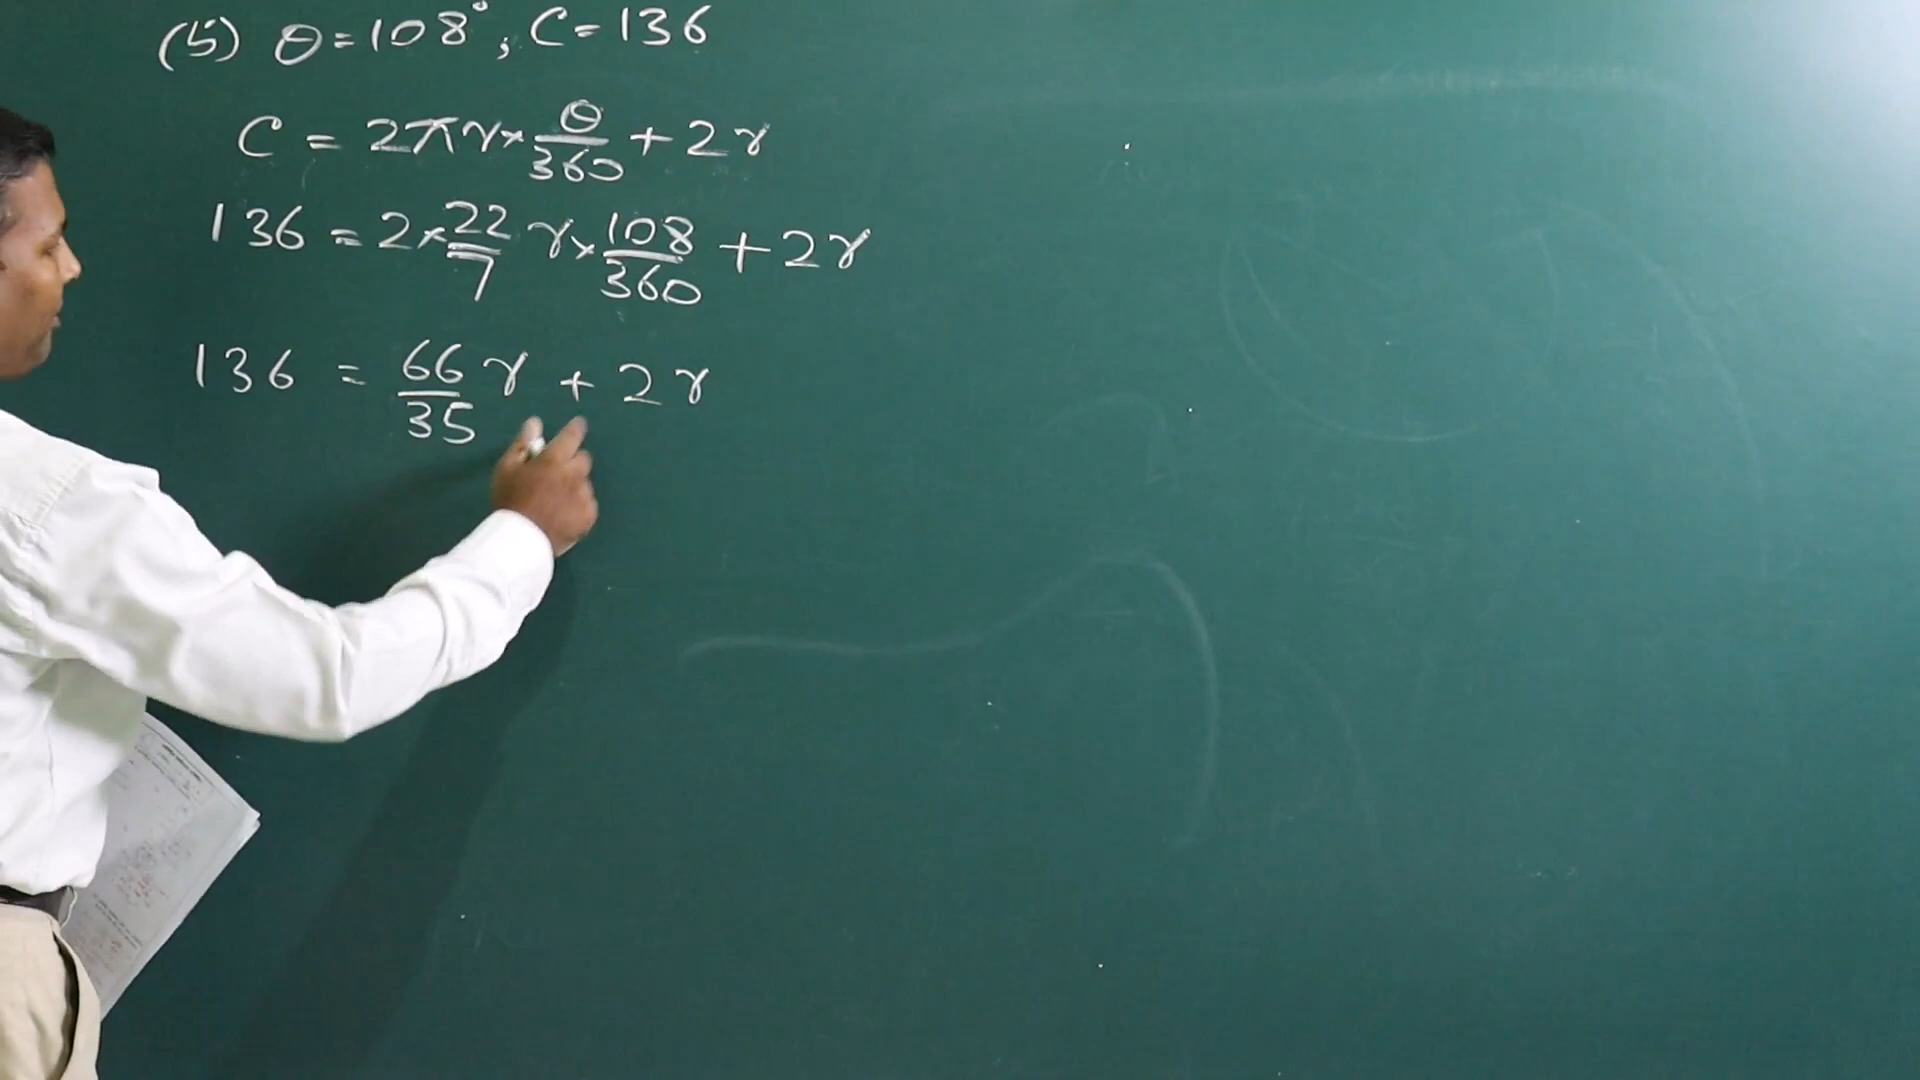 (5) θ=108°, C=136
C = 2πr×θ/360+2r
136 = 2×22/7 r×108/360+2r
136 = 66/35 r + 2r